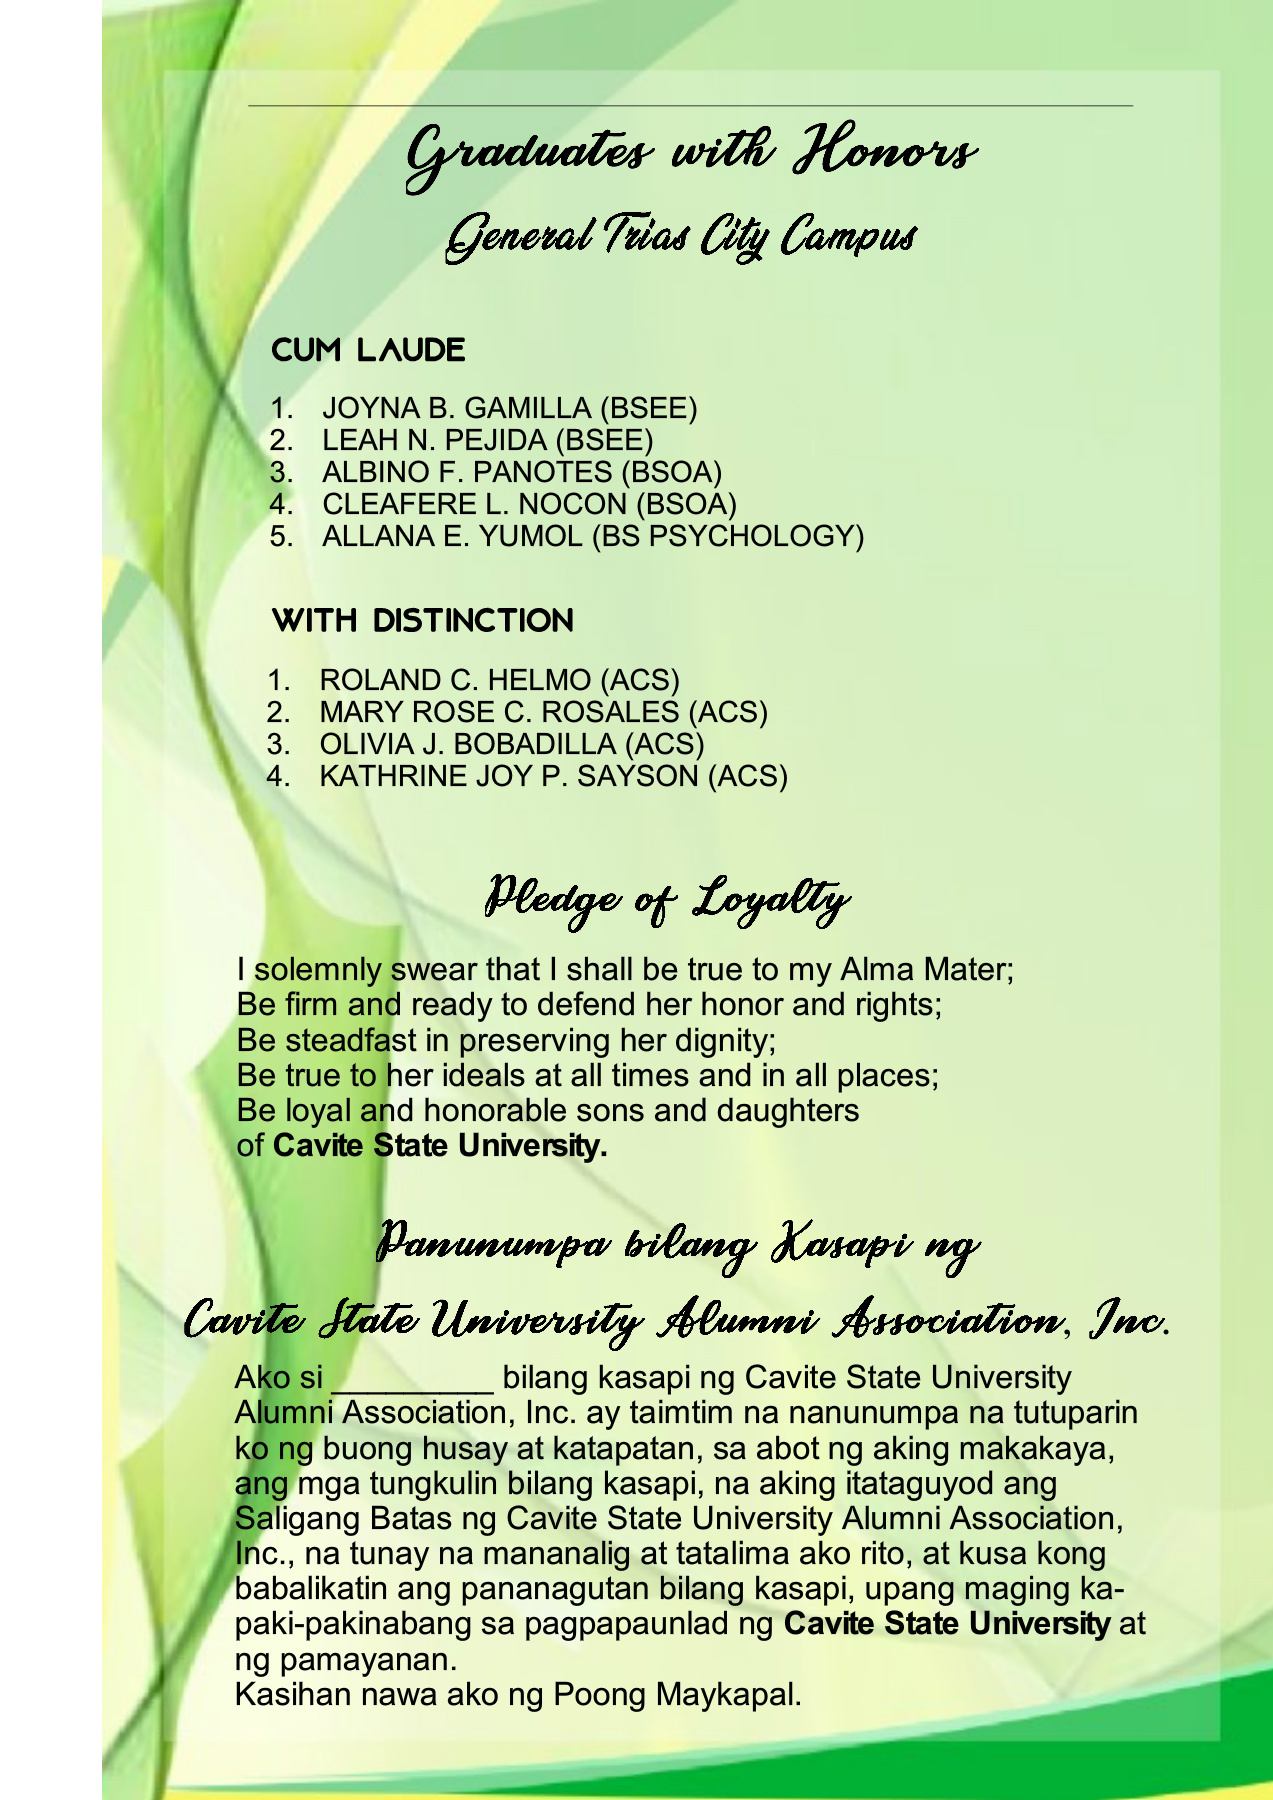 Graduates with Honors
General Trias City Campus
CUM LAUDE
1. JOYNA B. GAMILLA (BSEE)
2. LEAH N. PEJIDA (BSEE)
3. ALBINO F. PANOTES (BSOA)
4. CLEAFERE L. NOCON (BSOA)
5. ALLANA E. YUMOL (BS PSYCHOLOGY)
WITH DISTINCTION
1. ROLAND C. HELMO (ACS)
2. MARY ROSE C. ROSALES (ACS)
3. OLIVIA J. BOBADILLA (ACS)
4. KATHRINE JOY P. SAYSON (ACS)
Pledge of Loyalty
I solemnly swear that I shall be true to my Alma Mater;
Be firm and ready to defend her honor and rights;
Be steadfast in preserving her dignity;
Be true to her ideals at all times and in all places;
Be loyal and honorable sons and daughters
of Cavite State University.
Panunumpa bilang Kasapi ng
Cavite State University Alumni Association, Inc.
Ako si _________ bilang kasapi ng Cavite State University
Alumni Association, Inc. ay taimtim na nanunumpa na tutuparin
ko ng buong husay at katapatan, sa abot ng aking makakaya,
ang mga tungkulin bilang kasapi, na aking itataguyod ang
Saligang Batas ng Cavite State University Alumni Association,
Inc., na tunay na mananalig at tatalima ako rito, at kusa kong
babalikatin ang pananagutan bilang kasapi, upang maging ka-
paki-pakinabang sa pagpapaunlad ng Cavite State University at
ng pamayanan.
Kasihan nawa ako ng Poong Maykapal.